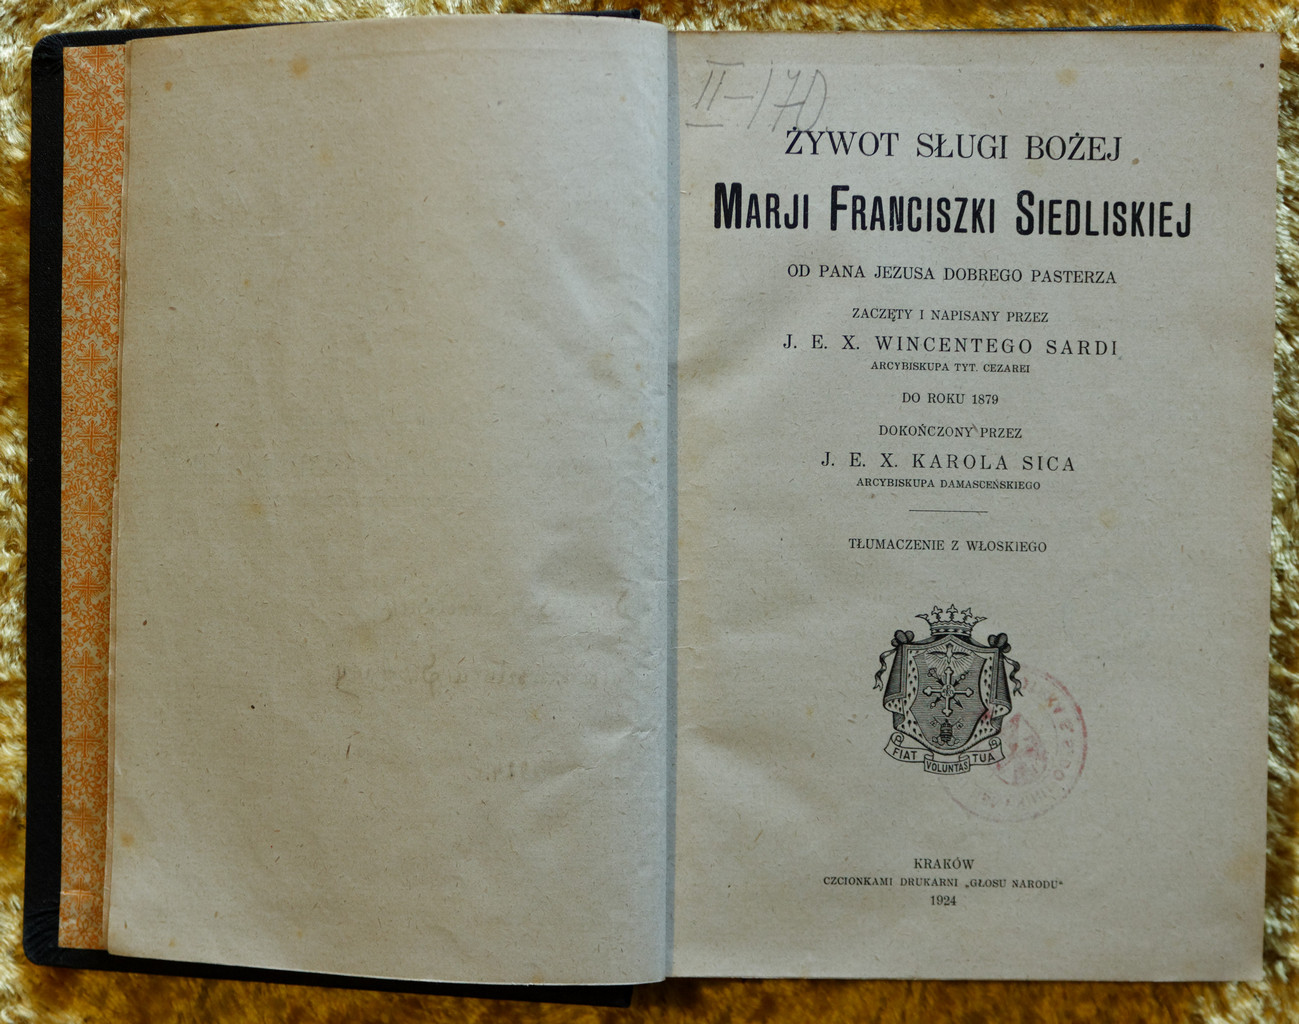 II-170
ŻYWOT SŁUGI BOŻEJ
MARJI FRANCISZKI SIEDLISKIEJ
OD PANA JEZUSA DOBREGO PASTERZA
ZACZĘTY I NAPISANY PRZEZ
J. E. X. WINCENTEGO SARDI
ARCYBISKUPA TYT. CEZAREI
DO ROKU 1879
DOKOŃCZONY PRZEZ
J. E. X. KAROLA SICA
ARCYBISKUPA DAMASCEŃSKIEGO
TŁUMACZENIE Z WŁOSKIEGO
FIAT VOLUNTAS TUA
KRAKÓW
CZCIONKAMI DRUKARNI „GŁOSU NARODU“
1924